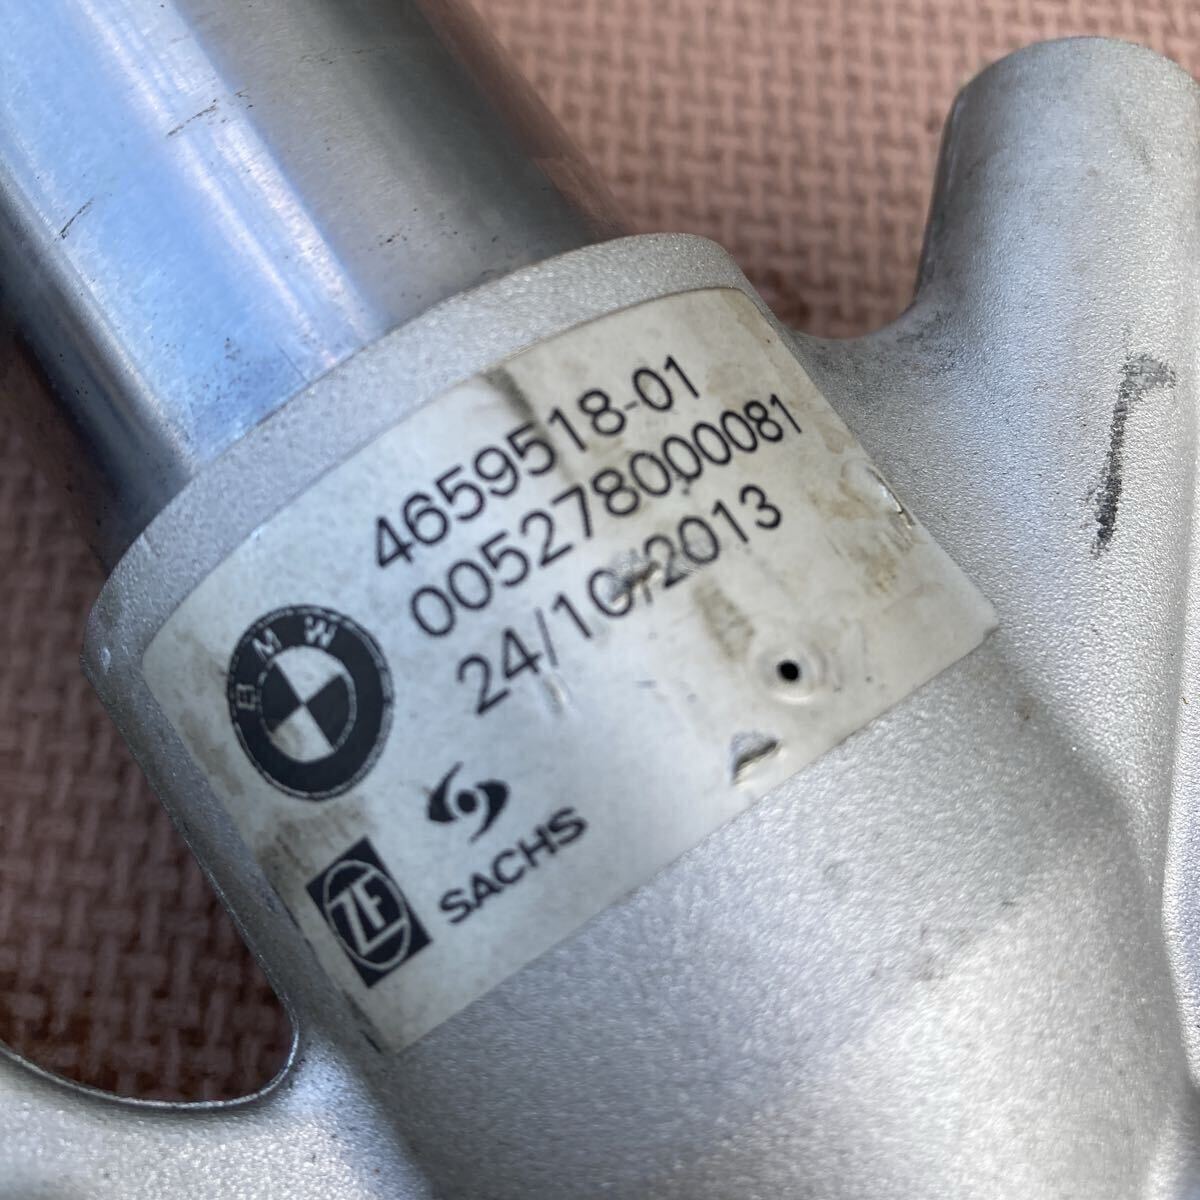 4659518-01
005278000081
24/10/2013
BMW
SACHS
ZF